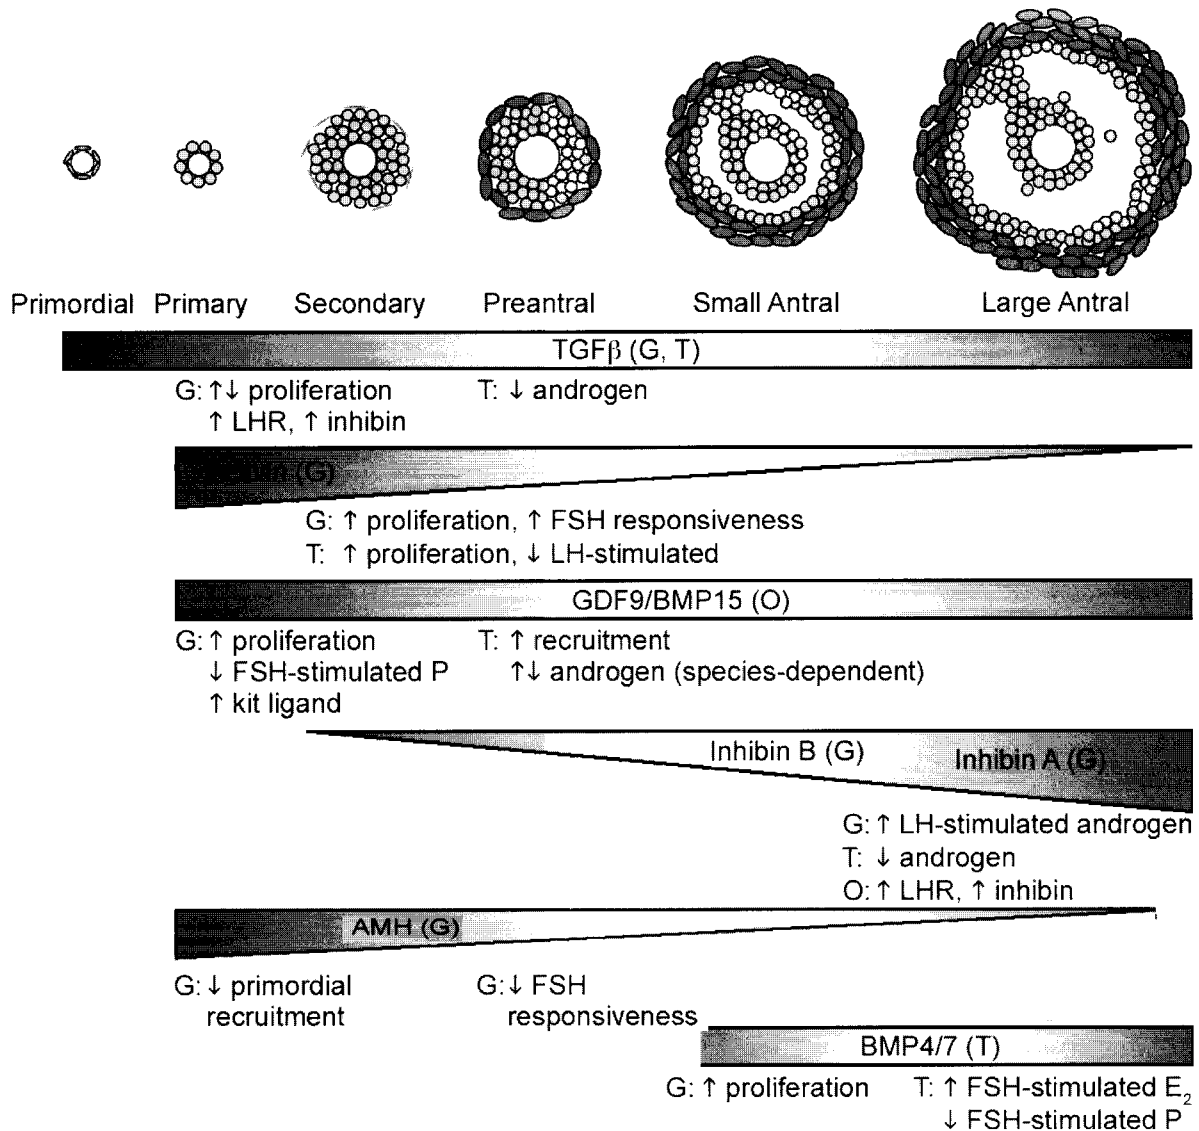 Primordial Primary Secondary Preantral Small Antral Large Antral
TGFβ (G, T)
G: ↑↓ proliferation
↑ LHR, ↑ inhibin
T: ↓ androgen
(G)
G: ↑ proliferation, ↑ FSH responsiveness
T: ↑ proliferation, ↓ LH-stimulated
GDF9/BMP15 (O)
G: ↑ proliferation
↓ FSH-stimulated P
↑ kit ligand
T: ↑ recruitment
↑↓ androgen (species-dependent)
Inhibin B (G)
Inhibin A (G)
G: ↑ LH-stimulated androgen
T: ↓ androgen
O: ↑ LHR, ↑ inhibin
AMH (G)
G: ↓ primordial
recruitment
G: ↓ FSH
responsiveness
BMP4/7 (T)
G: ↑ proliferation
T: ↑ FSH-stimulated E₂
↓ FSH-stimulated P